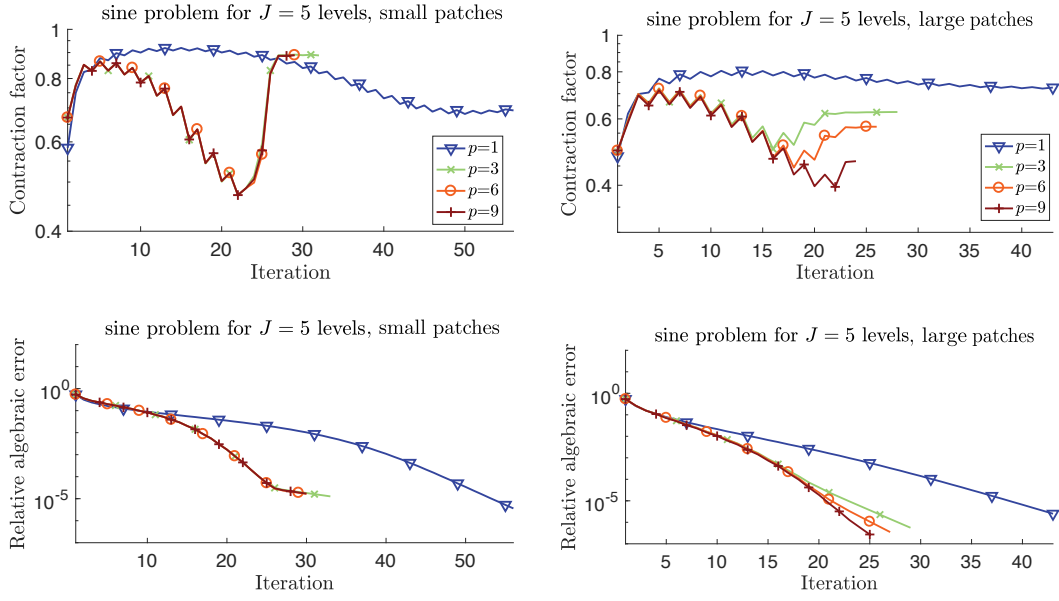 sine problem for J = 5 levels, small patches
Contraction factor
1
0.8
0.6
0.4
10
20
30
40
50
Iteration
p=1
p=3
p=6
p=9
sine problem for J = 5 levels, large patches
Contraction factor
1
0.8
0.6
0.4
5
10
15
20
25
30
35
40
Iteration
p=1
p=3
p=6
p=9
sine problem for J = 5 levels, small patches
Relative algebraic error
10^0
10^-5
10
20
30
40
50
Iteration
sine problem for J = 5 levels, large patches
Relative algebraic error
10^0
10^-5
5
10
15
20
25
30
35
40
Iteration